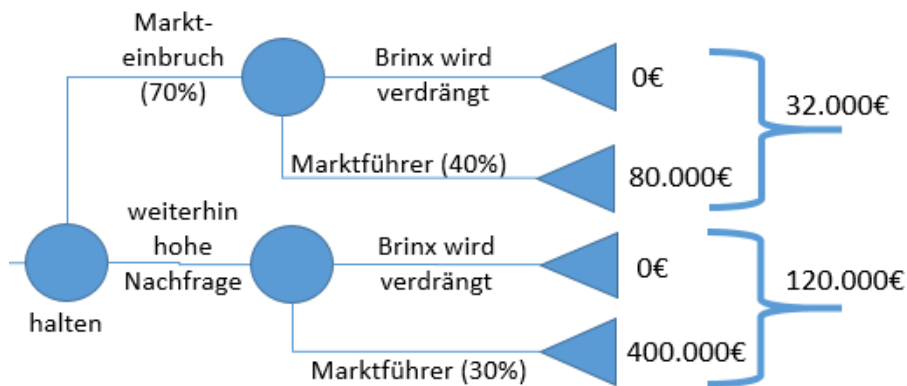 Markt-
einbruch
(70%)
Brinx wird
verdrängt
0€
32.000€
Marktführer (40%)
80.000€
weiterhin
hohe
Nachfrage
Brinx wird
verdrängt
0€
120.000€
halten
Marktführer (30%)
400.000€